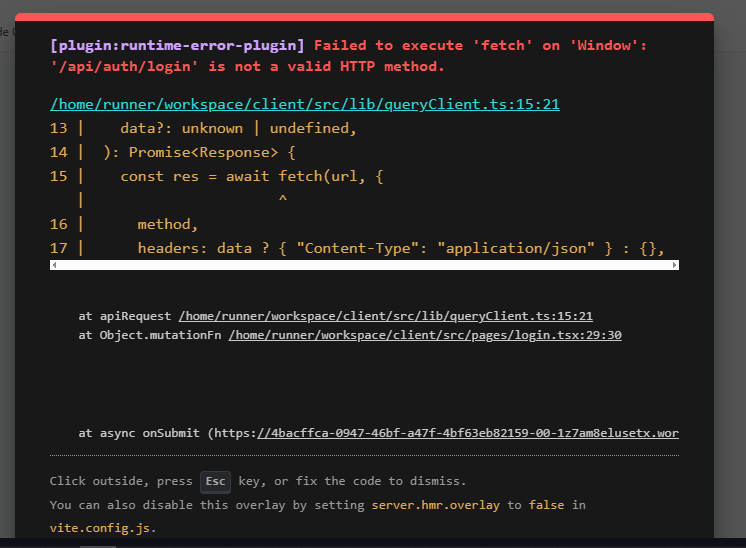 [plugin:runtime-error-plugin] Failed to execute 'fetch' on 'Window':
'/api/auth/login' is not a valid HTTP method.
/home/runner/workspace/client/src/lib/queryClient.ts:15:21
13 |    data?: unknown | undefined,
14 |  ): Promise<Response> {
15 |    const res = await fetch(url, {
   |                      ^
16 |      method,
17 |      headers: data ? { "Content-Type": "application/json" } : {},
at apiRequest /home/runner/workspace/client/src/lib/queryClient.ts:15:21
at Object.mutationFn /home/runner/workspace/client/src/pages/login.tsx:29:30
at async onSubmit (https://4bacffca-0947-46bf-a47f-4bf63eb82159-00-1z7am8elusetx.wor
Click outside, press Esc key, or fix the code to dismiss.
You can also disable this overlay by setting server.hmr.overlay to false in
vite.config.js.